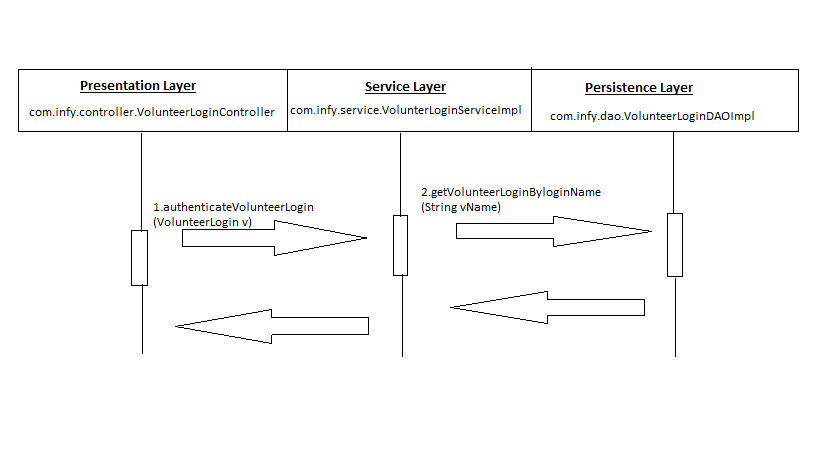 Presentation Layer
com.infy.controller.VolunteerLoginController
Service Layer
com.infy.service.VolunterLoginServiceImpl
Persistence Layer
com.infy.dao.VolunteerLoginDAOImpl
1.authenticateVolunteerLogin
(VolunteerLogin v)
2.getVolunteerLoginByloginName
(String vName)